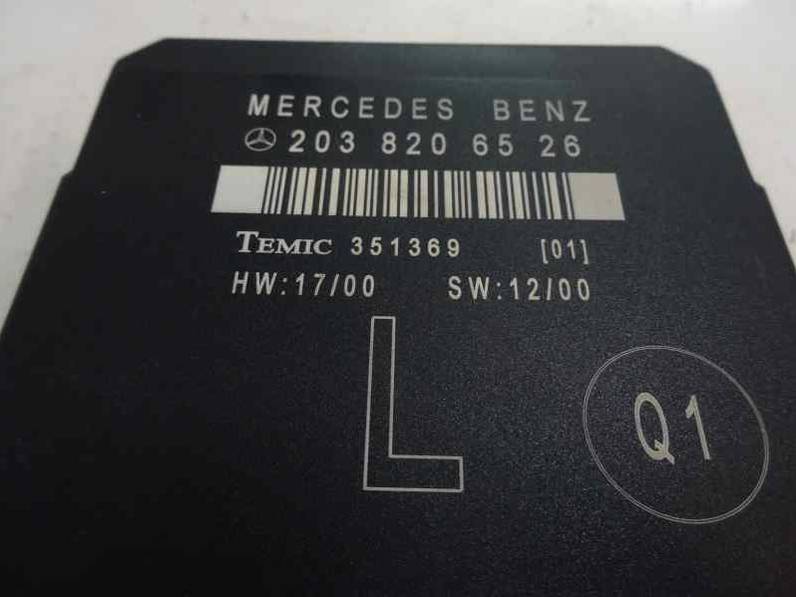 MERCEDES BENZ
203 820 65 26
TEMIC 351369 [01]
HW:17/00 SW:12/00
L
Q1